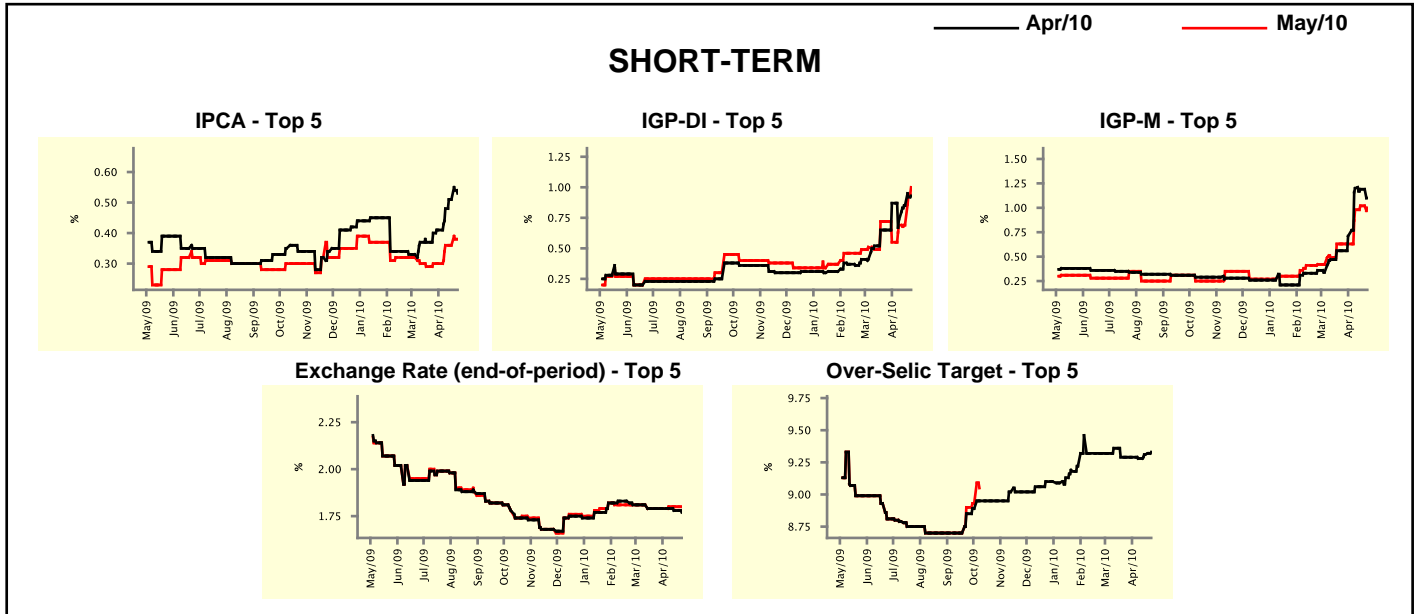 Apr/10 May/10
SHORT-TERM
IPCA - Top 5
%
0.60
0.50
0.40
0.30
May/09 Jun/09 Jul/09 Aug/09 Sep/09 Oct/09 Nov/09 Dec/09 Jan/10 Feb/10 Mar/10 Apr/10
IGP-DI - Top 5
%
1.25
1.00
0.75
0.50
0.25
May/09 Jun/09 Jul/09 Aug/09 Sep/09 Oct/09 Nov/09 Dec/09 Jan/10 Feb/10 Mar/10 Apr/10
IGP-M - Top 5
%
1.50
1.25
1.00
0.75
0.50
0.25
May/09 Jun/09 Jul/09 Aug/09 Sep/09 Oct/09 Nov/09 Dec/09 Jan/10 Feb/10 Mar/10 Apr/10
Exchange Rate (end-of-period) - Top 5
%
2.25
2.00
1.75
May/09 Jun/09 Jul/09 Aug/09 Sep/09 Oct/09 Nov/09 Dec/09 Jan/10 Feb/10 Mar/10 Apr/10
Over-Selic Target - Top 5
%
9.75
9.50
9.25
9.00
8.75
May/09 Jun/09 Jul/09 Aug/09 Sep/09 Oct/09 Nov/09 Dec/09 Jan/10 Feb/10 Mar/10 Apr/10